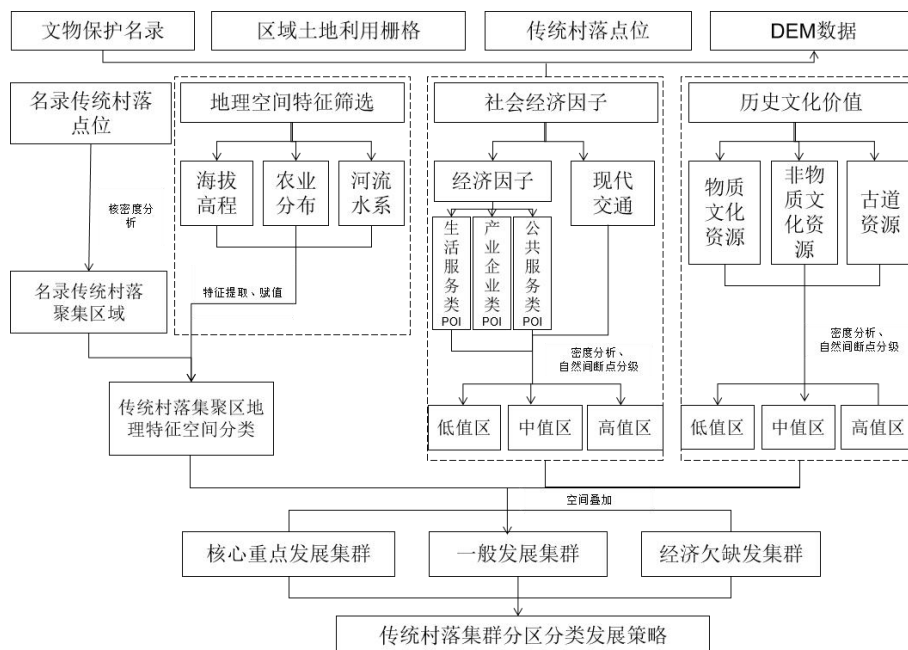 文物保护名录
区域土地利用栅格
传统村落点位
DEM数据
名录传统村落
点位
地理空间特征筛选
社会经济因子
历史文化价值
海拔
高程
农业
分布
河流
水系
经济因子
现代
交通
物质
文化
资源
非物
质文
化资
源
古道
资源
核密度分
析
生活服务类
POI
产业企业类
POI
公共服务类
POI
名录传统村落
聚集区域
特征提取、赋值
密度分析、
自然间断点分级
密度分析、
自然间断点分级
传统村落集聚区地
理特征空间分类
低值区
中值区
高值区
低值区
中值区
高值区
空间叠加
核心重点发展集群
一般发展集群
经济欠缺发集群
传统村落集群分区分类发展策略